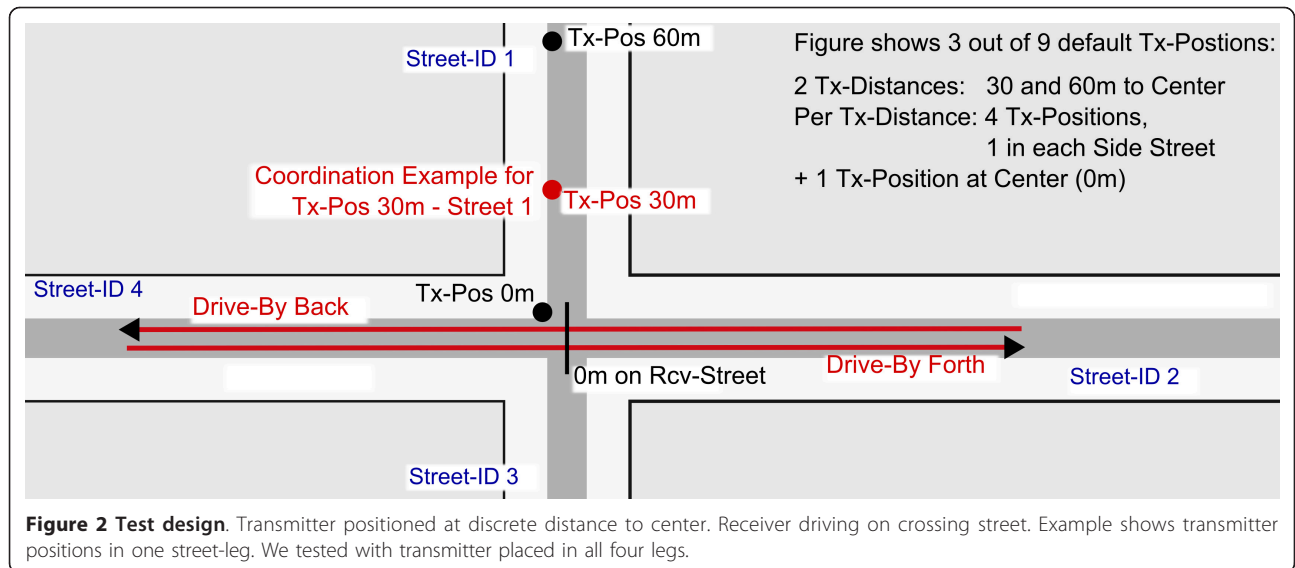 Tx-Pos 60m
Street-ID 1
Figure shows 3 out of 9 default Tx-Postions:
2 Tx-Distances: 30 and 60m to Center
Per Tx-Distance: 4 Tx-Positions,
1 in each Side Street
+ 1 Tx-Position at Center (0m)
Coordination Example for
Tx-Pos 30m - Street 1
Tx-Pos 30m
Street-ID 4
Tx-Pos 0m
Drive-By Back
Drive-By Forth
0m on Rcv-Street
Street-ID 2
Street-ID 3
Figure 2 Test design. Transmitter positioned at discrete distance to center. Receiver driving on crossing street. Example shows transmitter
positions in one street-leg. We tested with transmitter placed in all four legs.